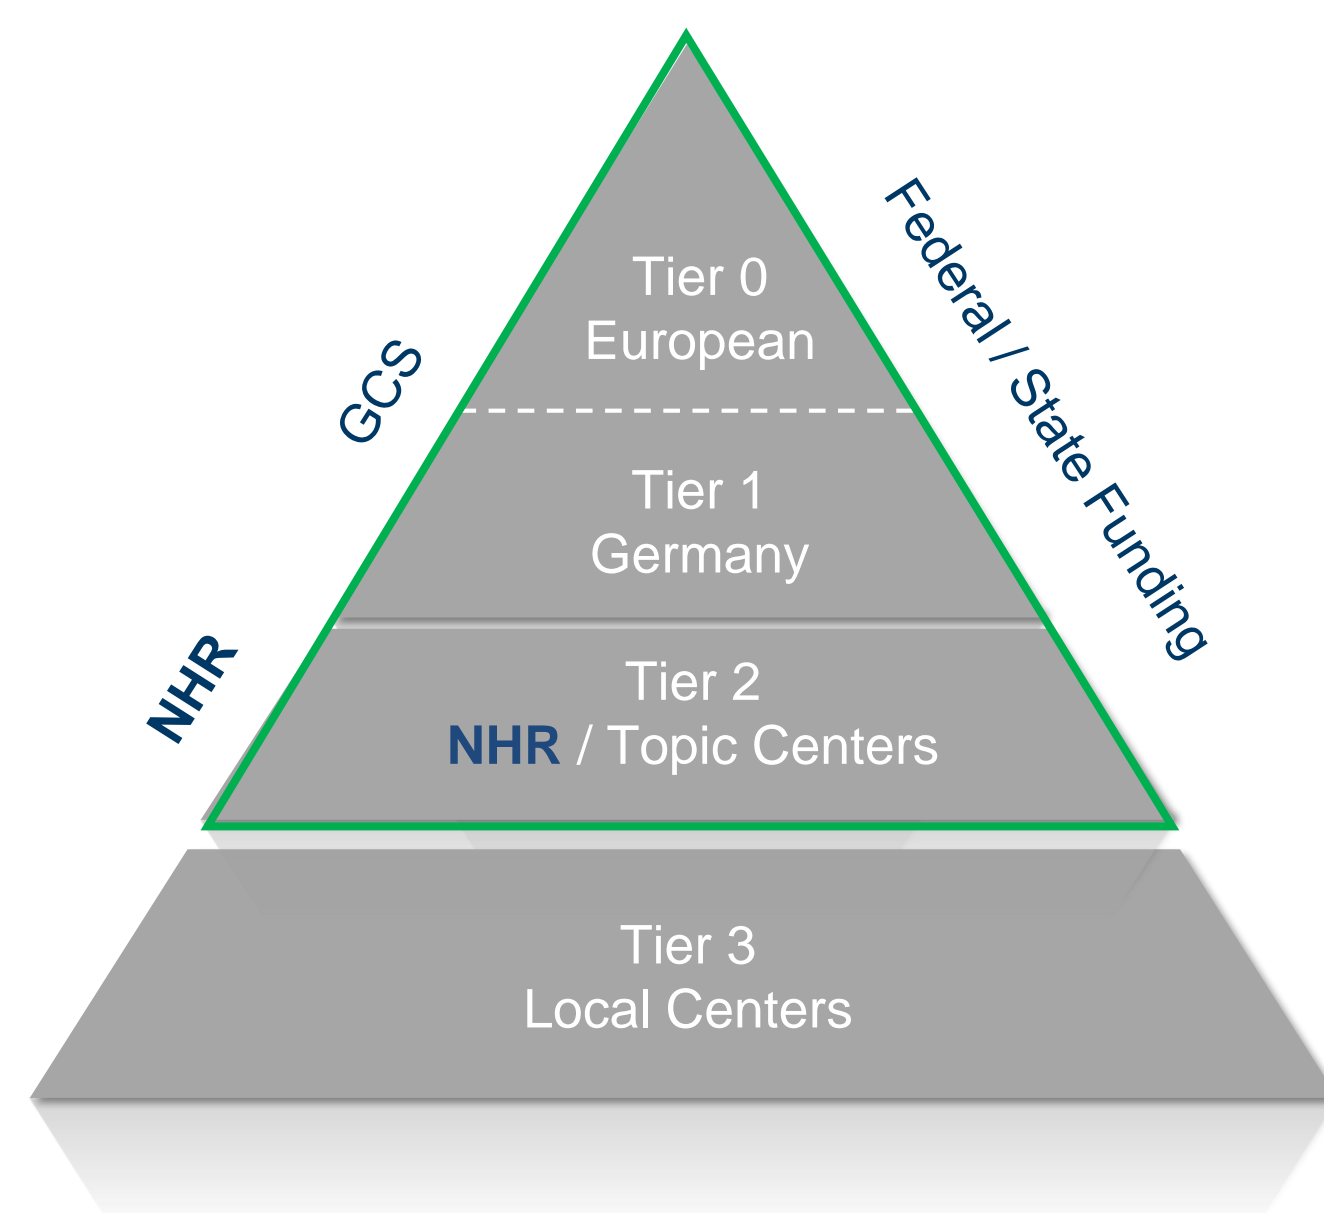 Tier 0
European
GCS
Federal / State Funding
Tier 1
Germany
NHR
Tier 2
NHR / Topic Centers
Tier 3
Local Centers